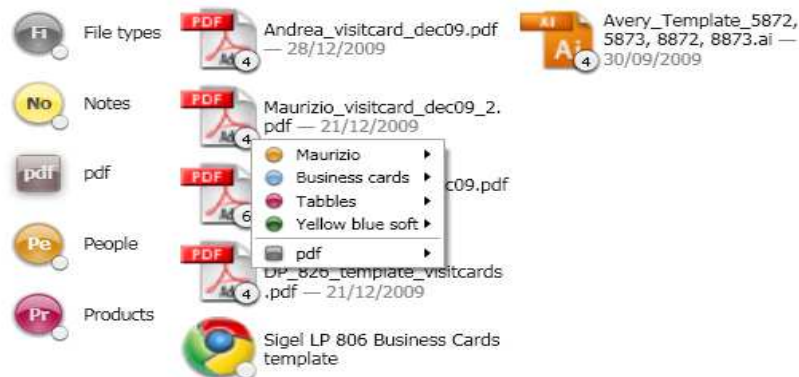 Fi
File types
PDF
4
Andrea_visitcard_dec09.pdf
— 28/12/2009
AI
Ai
4
Avery_Template_5872,
5873, 8872, 8873.ai —
30/09/2009
No
Notes
PDF
4
Maurizio_visitcard_dec09_2.
pdf — 21/12/2009
Maurizio
Business cards
Tabbles
Yellow blue soft
pdf
pdf
pdf
PDF
6
c09.pdf
Pe
People
PDF
4
DP_826_template_visitcards
.pdf — 21/12/2009
Pr
Products
Sigel LP 806 Business Cards
template